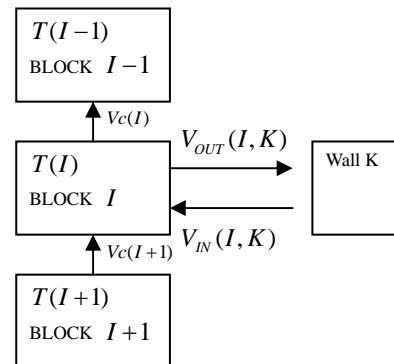 T(I−1)
BLOCK I−1
Vc(I)
V_OUT(I,K)
T(I)
BLOCK I
Wall K
V_IN(I,K)
Vc(I+1)
T(I+1)
BLOCK I+1